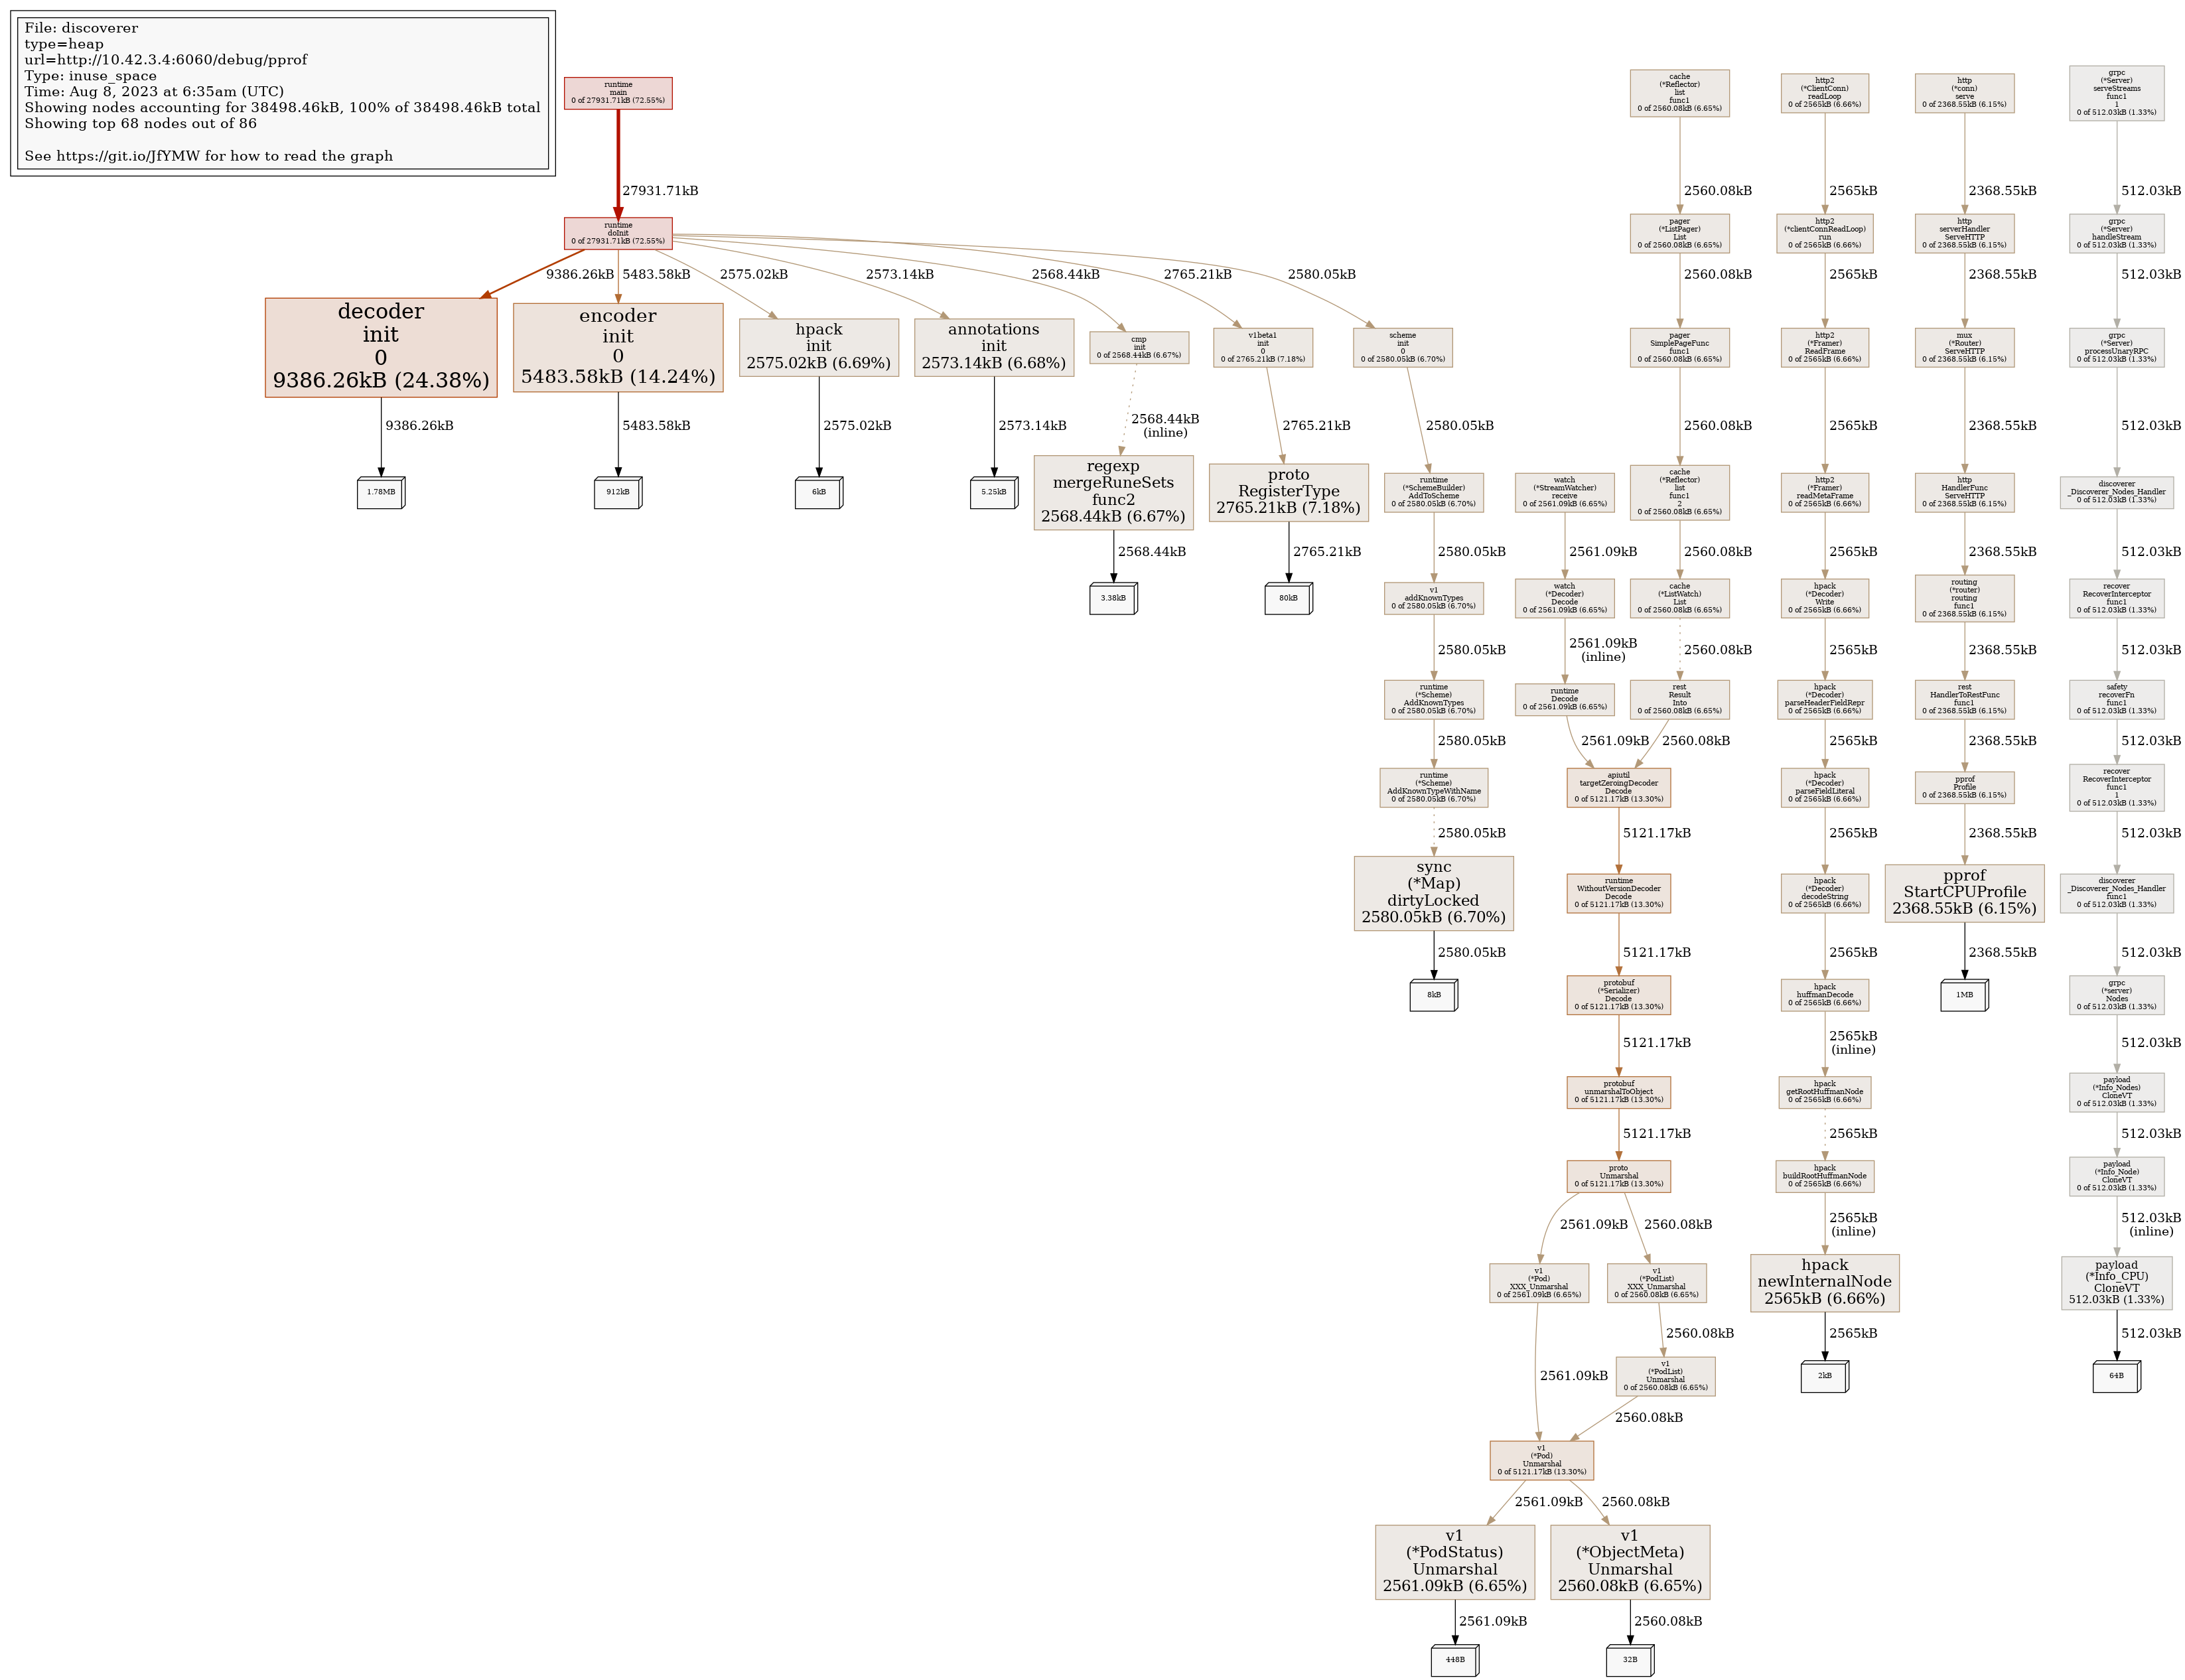 File: discoverer
type=heap
url=http://10.42.3.4:6060/debug/pprof
Type: inuse_space
Time: Aug 8, 2023 at 6:35am (UTC)
Showing nodes accounting for 38498.46kB, 100% of 38498.46kB total
Showing top 68 nodes out of 86
See https://git.io/JfYMW for how to read the graph
runtime
main
0 of 27931.71kB (72.55%)
27931.71kB
runtime
doInit
0 of 27931.71kB (72.55%)
9386.26kB
5483.58kB
2575.02kB
2573.14kB
2568.44kB
2765.21kB
2580.05kB
decoder
init
0
9386.26kB (24.38%)
9386.26kB
1.78MB
encoder
init
0
5483.58kB (14.24%)
5483.58kB
912kB
hpack
init
2575.02kB (6.69%)
2575.02kB
6kB
annotations
init
2573.14kB (6.68%)
2573.14kB
5.25kB
cmp
init
0 of 2568.44kB (6.67%)
2568.44kB
(inline)
regexp
mergeRuneSets
func2
2568.44kB (6.67%)
2568.44kB
3.38kB
v1beta1
init
0
0 of 2765.21kB (7.18%)
2765.21kB
proto
RegisterType
2765.21kB (7.18%)
2765.21kB
80kB
scheme
init
0
0 of 2580.05kB (6.70%)
2580.05kB
runtime
(*SchemeBuilder)
AddToScheme
0 of 2580.05kB (6.70%)
2580.05kB
v1
addKnownTypes
0 of 2580.05kB (6.70%)
2580.05kB
runtime
(*Scheme)
AddKnownTypes
0 of 2580.05kB (6.70%)
2580.05kB
runtime
(*Scheme)
AddKnownTypeWithName
0 of 2580.05kB (6.70%)
2580.05kB
sync
(*Map)
dirtyLocked
2580.05kB (6.70%)
2580.05kB
8kB
watch
(*StreamWatcher)
receive
0 of 2561.09kB (6.65%)
2561.09kB
watch
(*Decoder)
Decode
0 of 2561.09kB (6.65%)
2561.09kB
(inline)
runtime
Decode
0 of 2561.09kB (6.65%)
2561.09kB
cache
(*Reflector)
list
func1
0 of 2560.08kB (6.65%)
2560.08kB
pager
(*ListPager)
List
0 of 2560.08kB (6.65%)
2560.08kB
pager
SimplePageFunc
func1
0 of 2560.08kB (6.65%)
2560.08kB
cache
(*Reflector)
list
func1
2
0 of 2560.08kB (6.65%)
2560.08kB
cache
(*ListWatch)
List
0 of 2560.08kB (6.65%)
2560.08kB
rest
Result
Into
0 of 2560.08kB (6.65%)
2560.08kB
apiutil
targetZeroingDecoder
Decode
0 of 5121.17kB (13.30%)
5121.17kB
runtime
WithoutVersionDecoder
Decode
0 of 5121.17kB (13.30%)
5121.17kB
protobuf
(*Serializer)
Decode
0 of 5121.17kB (13.30%)
5121.17kB
protobuf
unmarshalToObject
0 of 5121.17kB (13.30%)
5121.17kB
proto
Unmarshal
0 of 5121.17kB (13.30%)
2561.09kB
2560.08kB
v1
(*Pod)
XXX_Unmarshal
0 of 2561.09kB (6.65%)
2561.09kB
v1
(*PodList)
XXX_Unmarshal
0 of 2560.08kB (6.65%)
2560.08kB
v1
(*PodList)
Unmarshal
0 of 2560.08kB (6.65%)
2560.08kB
v1
(*Pod)
Unmarshal
0 of 5121.17kB (13.30%)
2561.09kB
2560.08kB
v1
(*PodStatus)
Unmarshal
2561.09kB (6.65%)
2561.09kB
448B
v1
(*ObjectMeta)
Unmarshal
2560.08kB (6.65%)
2560.08kB
32B
http2
(*ClientConn)
readLoop
0 of 2565kB (6.66%)
2565kB
http2
(*clientConnReadLoop)
run
0 of 2565kB (6.66%)
2565kB
http2
(*Framer)
ReadFrame
0 of 2565kB (6.66%)
2565kB
http2
(*Framer)
readMetaFrame
0 of 2565kB (6.66%)
2565kB
hpack
(*Decoder)
Write
0 of 2565kB (6.66%)
2565kB
hpack
(*Decoder)
parseHeaderFieldRepr
0 of 2565kB (6.66%)
2565kB
hpack
(*Decoder)
parseFieldLiteral
0 of 2565kB (6.66%)
2565kB
hpack
(*Decoder)
decodeString
0 of 2565kB (6.66%)
2565kB
hpack
huffmanDecode
0 of 2565kB (6.66%)
2565kB
(inline)
hpack
getRootHuffmanNode
0 of 2565kB (6.66%)
2565kB
hpack
buildRootHuffmanNode
0 of 2565kB (6.66%)
2565kB
(inline)
hpack
newInternalNode
2565kB (6.66%)
2565kB
2kB
http
(*conn)
serve
0 of 2368.55kB (6.15%)
2368.55kB
http
serverHandler
ServeHTTP
0 of 2368.55kB (6.15%)
2368.55kB
mux
(*Router)
ServeHTTP
0 of 2368.55kB (6.15%)
2368.55kB
http
HandlerFunc
ServeHTTP
0 of 2368.55kB (6.15%)
2368.55kB
routing
(*router)
routing
func1
0 of 2368.55kB (6.15%)
2368.55kB
rest
HandlerToRestFunc
func1
0 of 2368.55kB (6.15%)
2368.55kB
pprof
Profile
0 of 2368.55kB (6.15%)
2368.55kB
pprof
StartCPUProfile
2368.55kB (6.15%)
2368.55kB
1MB
grpc
(*Server)
serveStreams
func1
1
0 of 512.03kB (1.33%)
512.03kB
grpc
(*Server)
handleStream
0 of 512.03kB (1.33%)
512.03kB
grpc
(*Server)
processUnaryRPC
0 of 512.03kB (1.33%)
512.03kB
discoverer
_Discoverer_Nodes_Handler
0 of 512.03kB (1.33%)
512.03kB
recover
RecoverInterceptor
func1
0 of 512.03kB (1.33%)
512.03kB
safety
recoverFn
func1
0 of 512.03kB (1.33%)
512.03kB
recover
RecoverInterceptor
func1
1
0 of 512.03kB (1.33%)
512.03kB
discoverer
_Discoverer_Nodes_Handler
func1
0 of 512.03kB (1.33%)
512.03kB
grpc
(*server)
Nodes
0 of 512.03kB (1.33%)
512.03kB
payload
(*Info_Nodes)
CloneVT
0 of 512.03kB (1.33%)
512.03kB
payload
(*Info_Node)
CloneVT
0 of 512.03kB (1.33%)
512.03kB
(inline)
payload
(*Info_CPU)
CloneVT
512.03kB (1.33%)
512.03kB
64B